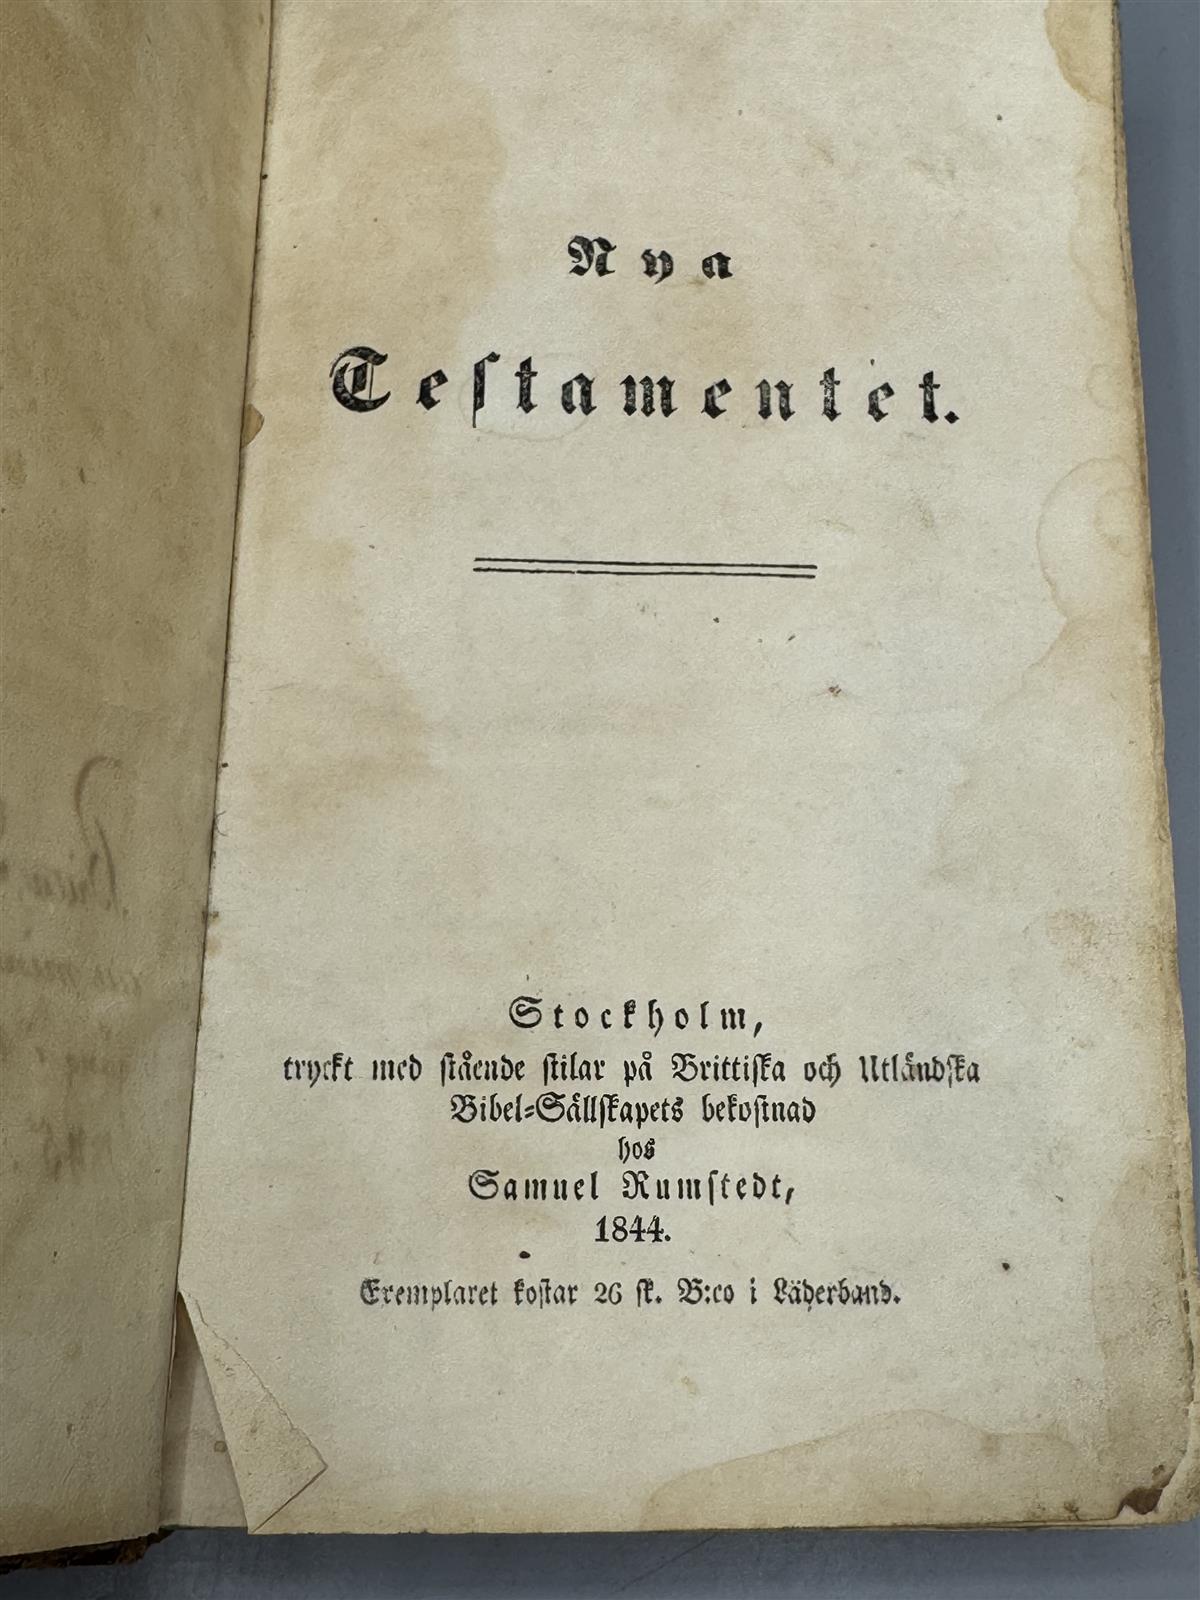 Nya
Testamentet.
Stockholm,
tryckt med stående stilar på Brittiska och Utländska
Bibel-Sällskapets bekostnad
hos
Samuel Rumstedt,
1844.
Exemplaret kostar 26 sk. B:co i Läderband.